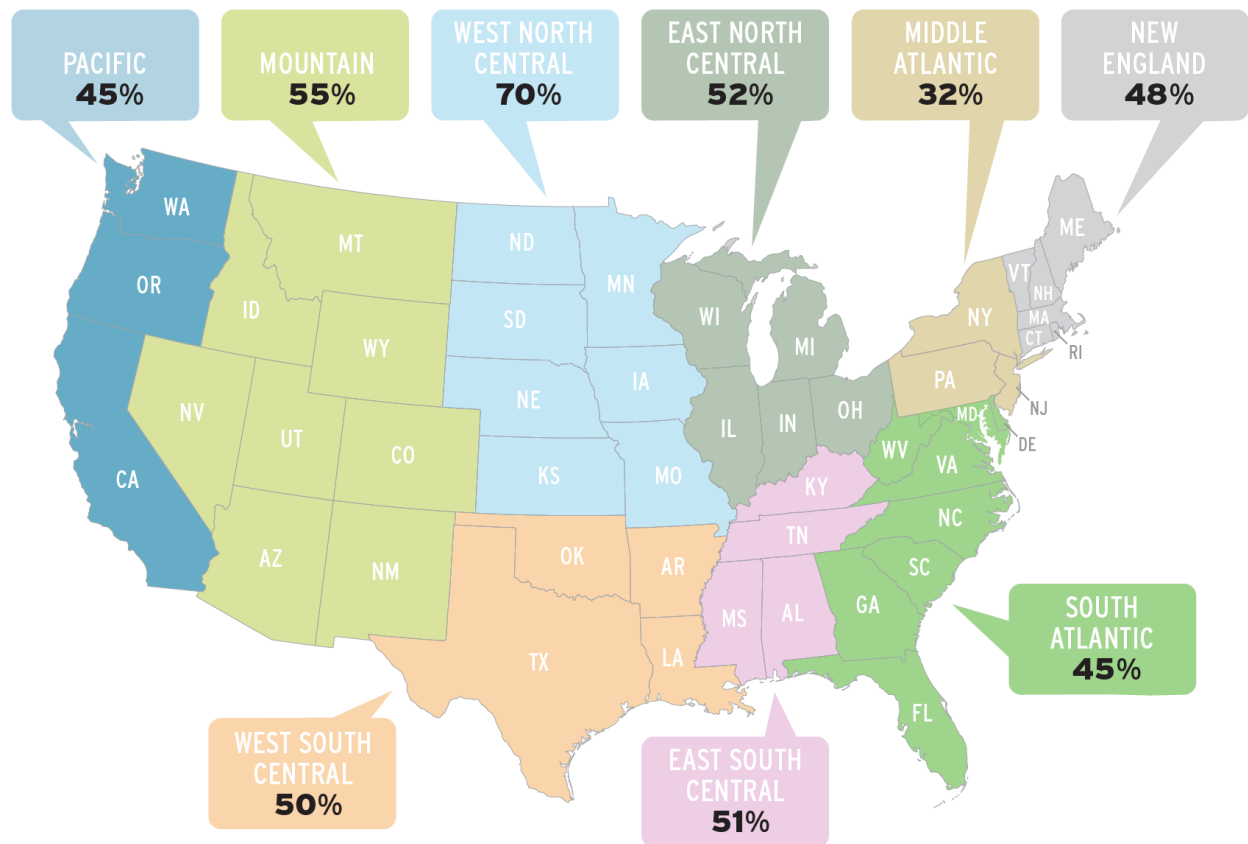 PACIFIC
45%
MOUNTAIN
55%
WEST NORTH
CENTRAL
70%
EAST NORTH
CENTRAL
52%
MIDDLE
ATLANTIC
32%
NEW
ENGLAND
48%
WA
OR
CA
MT
ID
WY
NV
UT
CO
AZ
NM
ND
SD
NE
KS
MN
IA
MO
WI
MI
IL
IN
OH
NY
PA
NJ
ME
VT
NH
MA
CT
RI
MD
DE
WV
VA
NC
SC
GA
FL
KY
TN
MS
AL
OK
AR
TX
LA
SOUTH
ATLANTIC
45%
WEST SOUTH
CENTRAL
50%
EAST SOUTH
CENTRAL
51%